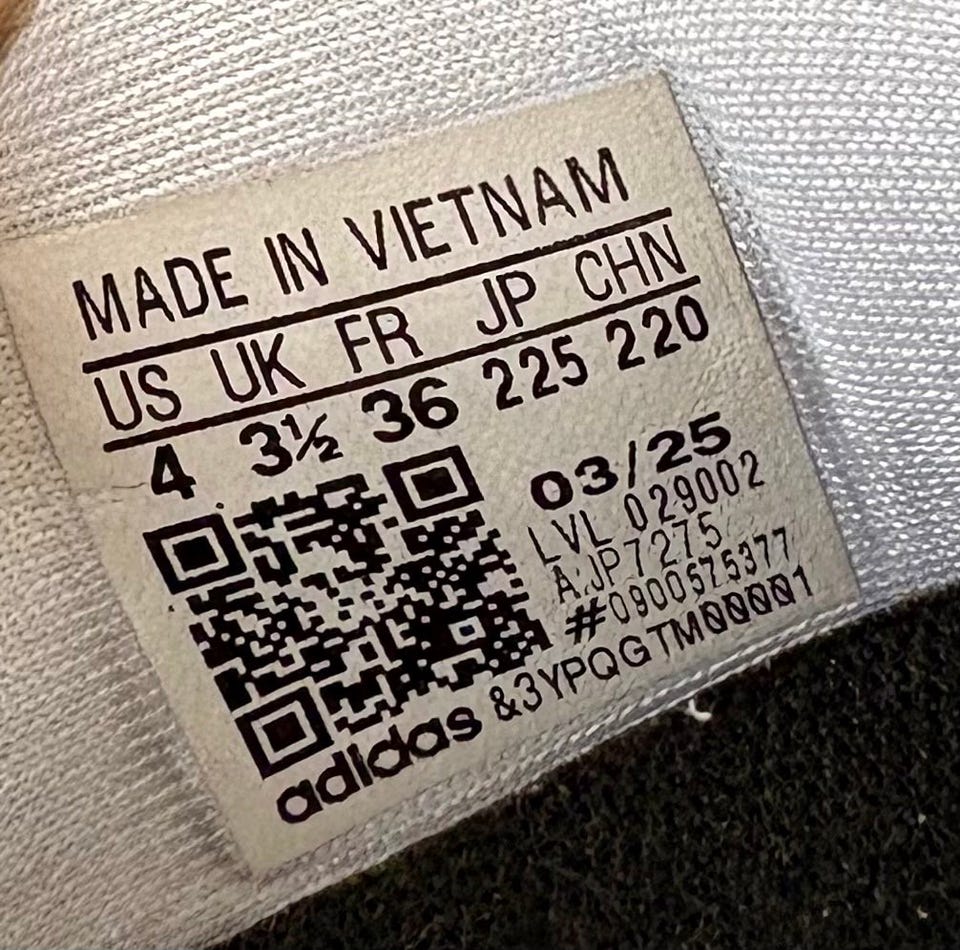 MADE IN VIETNAM
US UK FR JP CHN
4 3½ 36 225 220
03/25
LVL 029002
A:JP7275
#0900575377
&3YPQGTM00001
adidas